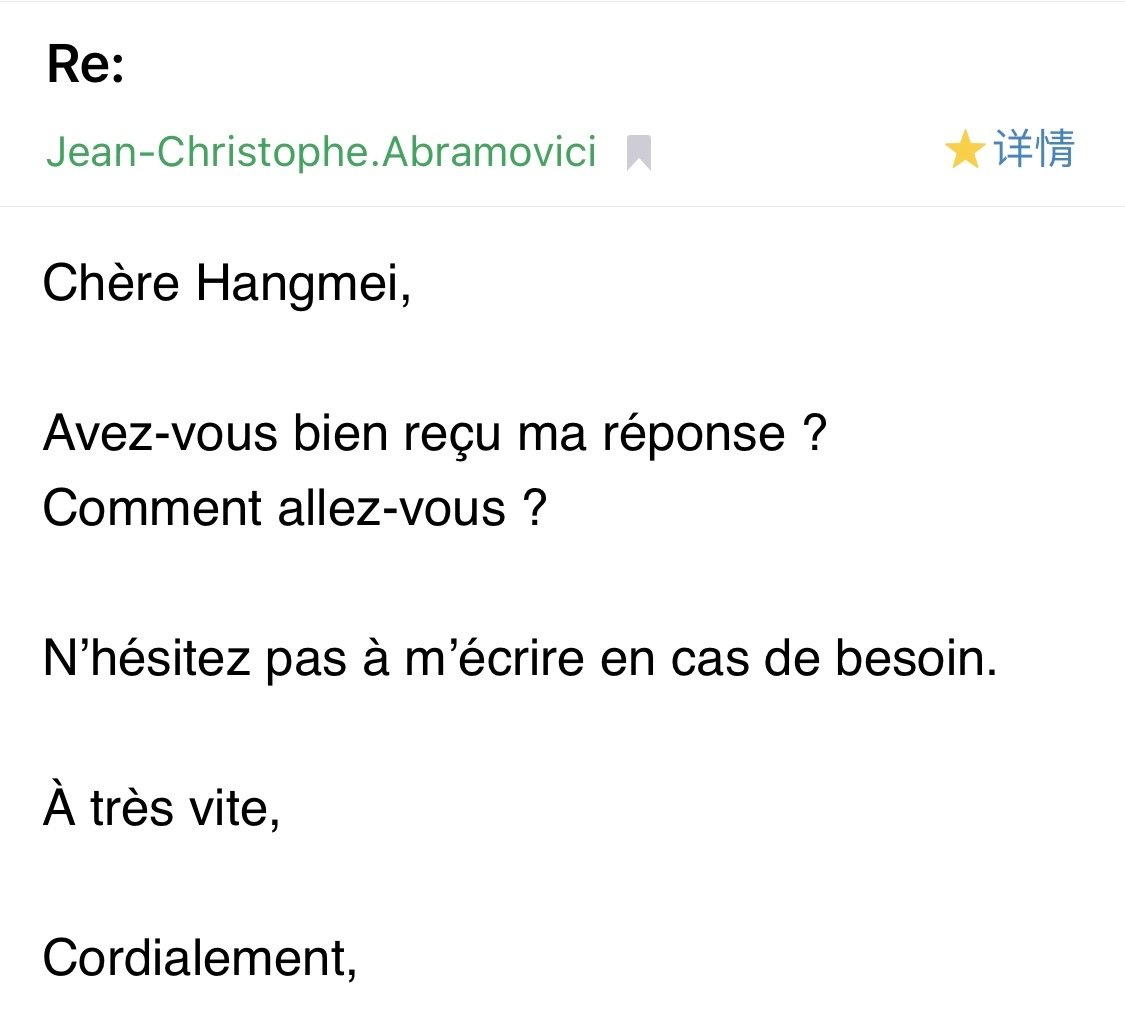 Re:
Jean-Christophe.Abramovici
详情
Chère Hangmei,
Avez-vous bien reçu ma réponse ?
Comment allez-vous ?
N’hésitez pas à m’écrire en cas de besoin.
À très vite,
Cordialement,